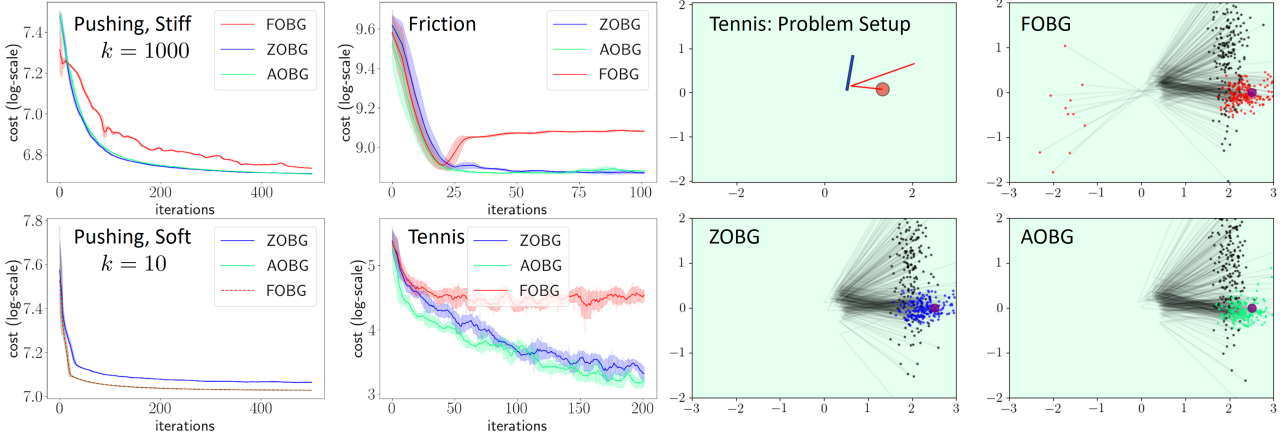 Pushing, Stiff
k = 1000
FOBG
ZOBG
AOBG
cost (log-scale)
7.4
7.2
7.0
6.8
0
200
400
iterations
Friction
ZOBG
AOBG
FOBG
cost (log-scale)
9.6
9.4
9.2
9.0
0
25
50
75
101
iterations
Tennis: Problem Setup
2
1
0
−1
−2
−2
0
2
FOBG
2
1
0
−1
−2
−3
−2
−1
0
1
2
3
Pushing, Soft
k = 10
ZOBG
AOBG
FOBG
cost (log-scale)
7.8
7.6
7.4
7.2
7.0
0
200
400
iterations
Tennis
ZOBG
AOBG
FOBG
cost (log-scale)
5
4
3
0
50
100
150
200
iterations
ZOBG
2
1
0
−1
−2
−3
−2
−1
0
1
2
3
AOBG
2
1
0
−1
−2
−3
−2
−1
0
1
2
3